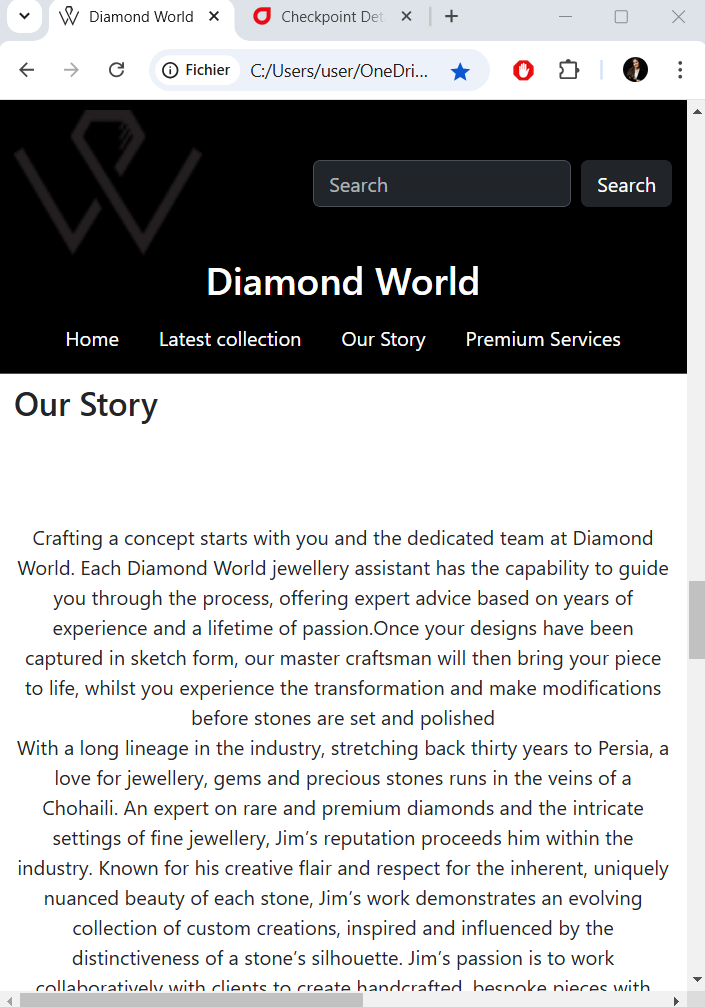 Diamond World
Checkpoint Det
Fichier
C:/Users/user/OneDri...
Search
Search
Diamond World
Home Latest collection Our Story Premium Services
Our Story
Crafting a concept starts with you and the dedicated team at Diamond
World. Each Diamond World jewellery assistant has the capability to guide
you through the process, offering expert advice based on years of
experience and a lifetime of passion.Once your designs have been
captured in sketch form, our master craftsman will then bring your piece
to life, whilst you experience the transformation and make modifications
before stones are set and polished
With a long lineage in the industry, stretching back thirty years to Persia, a
love for jewellery, gems and precious stones runs in the veins of a
Chohaili. An expert on rare and premium diamonds and the intricate
settings of fine jewellery, Jim’s reputation proceeds him within the
industry. Known for his creative flair and respect for the inherent, uniquely
nuanced beauty of each stone, Jim’s work demonstrates an evolving
collection of custom creations, inspired and influenced by the
distinctiveness of a stone’s silhouette. Jim’s passion is to work
collaboratively with clients to create handcrafted, bespoke pieces with